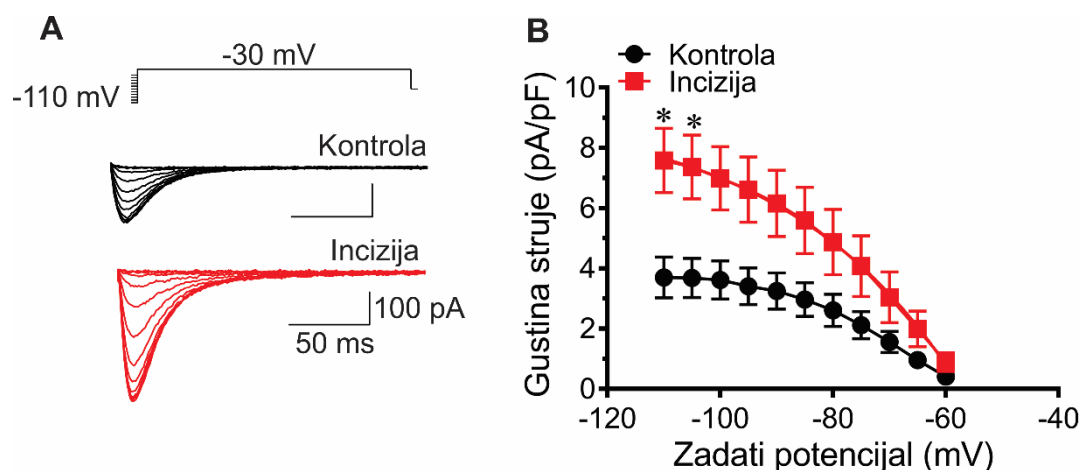 A
-30 mV
-110 mV
Kontrola
Incizija
100 pA
50 ms
B
Kontrola
Incizija
Gustina struje (pA/pF)
10
8
6
4
2
0
* *
-120 -100 -80 -60 -40
Zadati potencijal (mV)